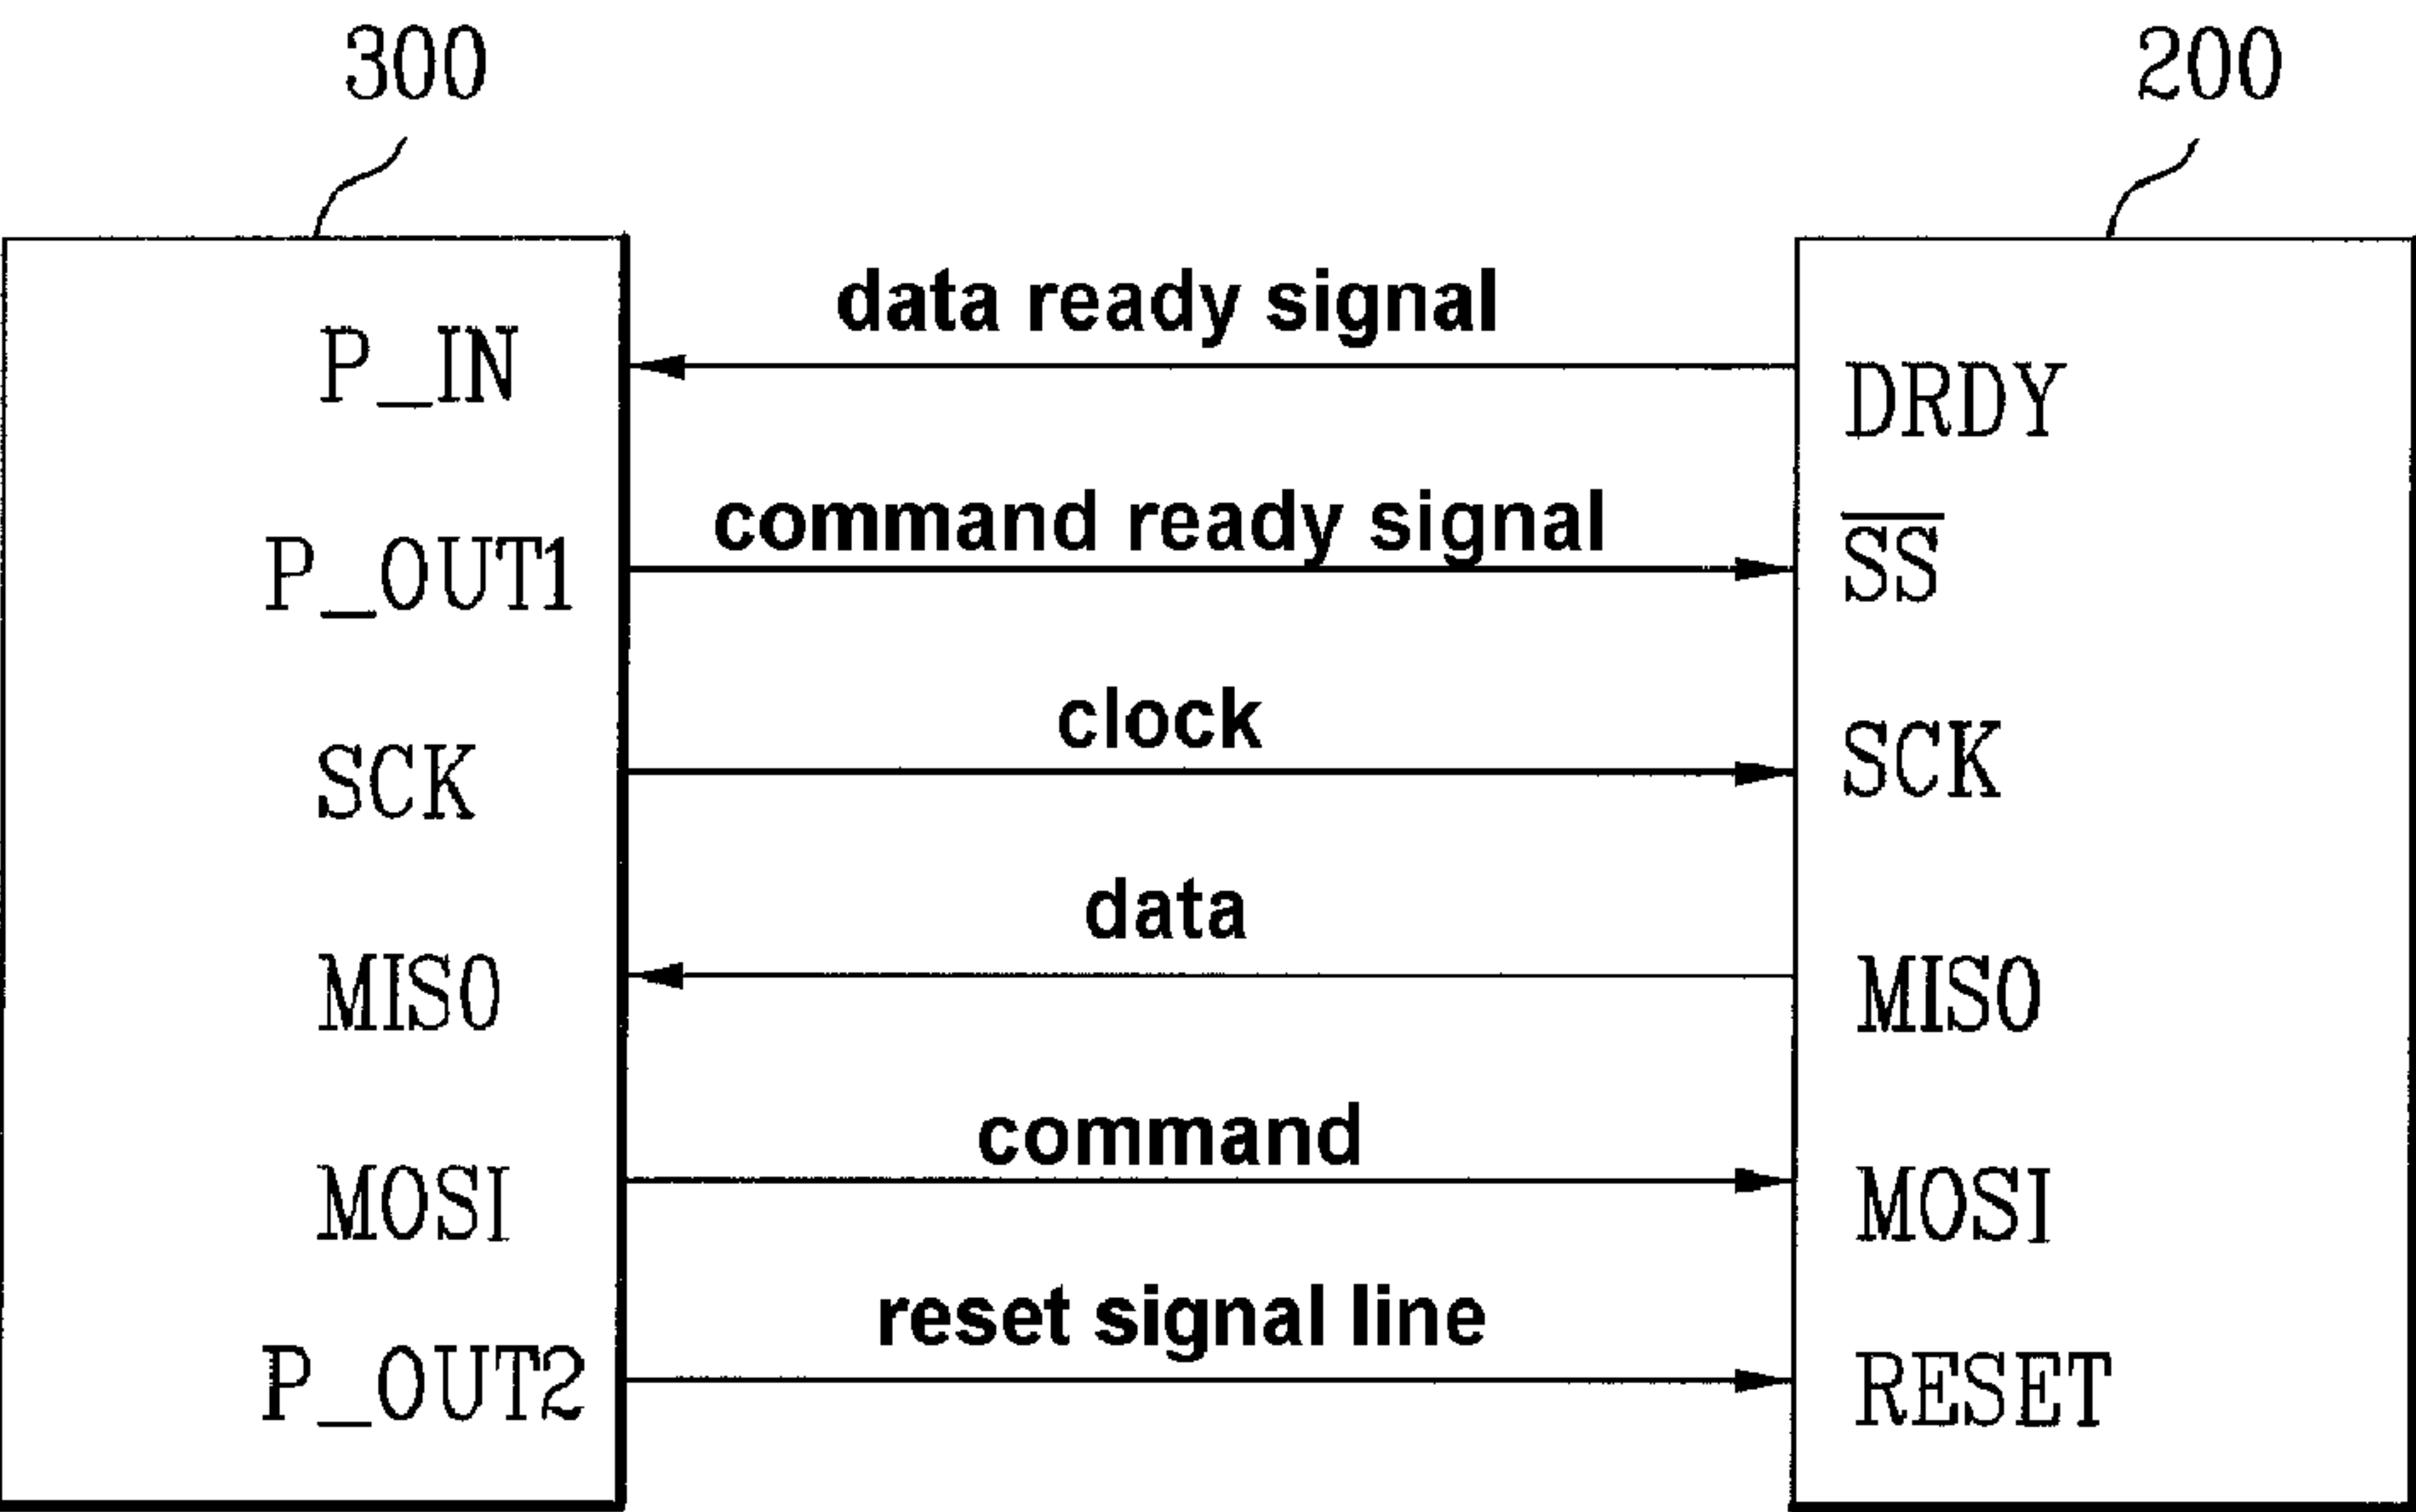 300
200
data ready signal
P_IN
DRDY
command ready signal
P_OUT1
S̅S̅
clock
SCK
SCK
data
MISO
MISO
command
MOSI
MOSI
reset signal line
P_OUT2
RESET